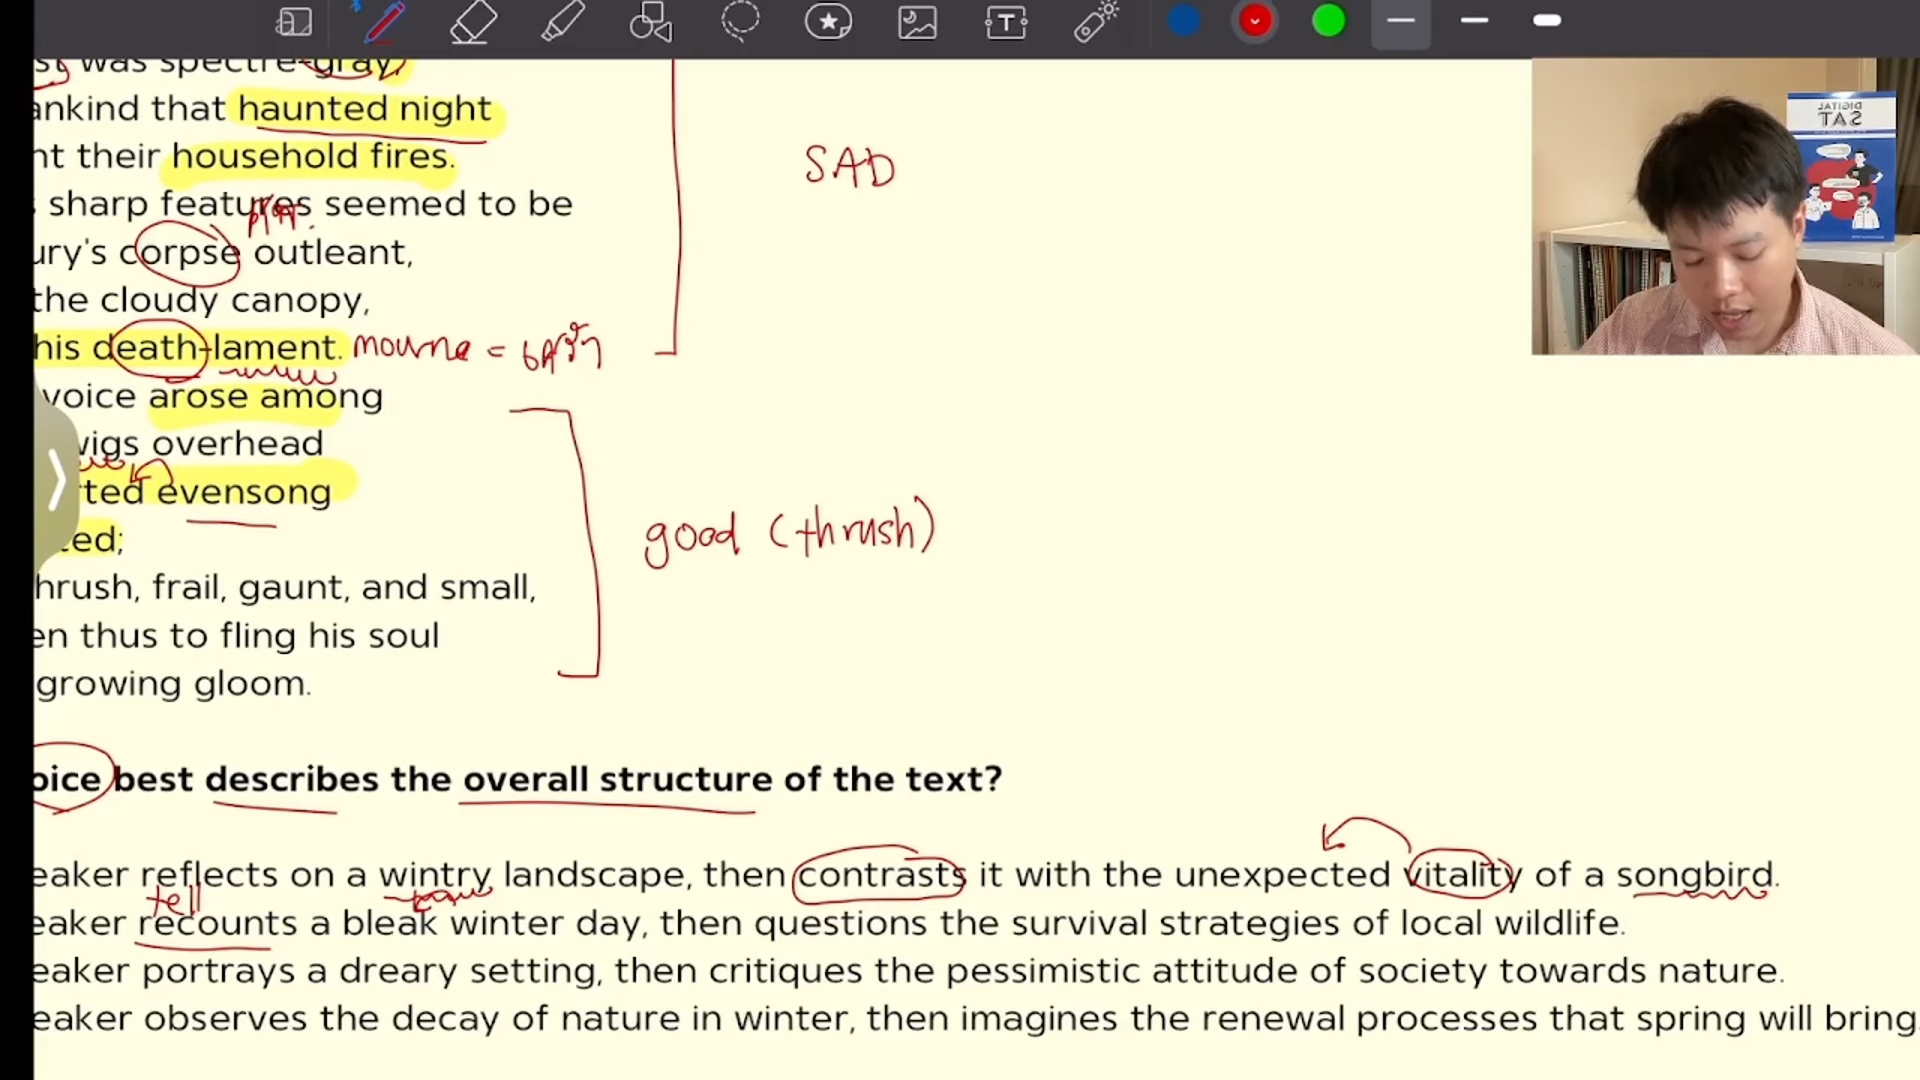 st was spectre-gray,
ankind that haunted night
nt their household fires.
SAD
s sharp features seemed to be
ury's corpse outleant,
the cloudy canopy,
his death-lament. mourne =
voice arose among
wigs overhead
rted evensong
ted;
good (thrush)
hrush, frail, gaunt, and small,
en thus to fling his soul
growing gloom.
oice best describes the overall structure of the text?
eaker reflects on a wintry landscape, then contrasts it with the unexpected vitality of a songbird.
tell
eaker recounts a bleak winter day, then questions the survival strategies of local wildlife.
eaker portrays a dreary setting, then critiques the pessimistic attitude of society towards nature.
eaker observes the decay of nature in winter, then imagines the renewal processes that spring will bring.
DIGITAL
SAT
T